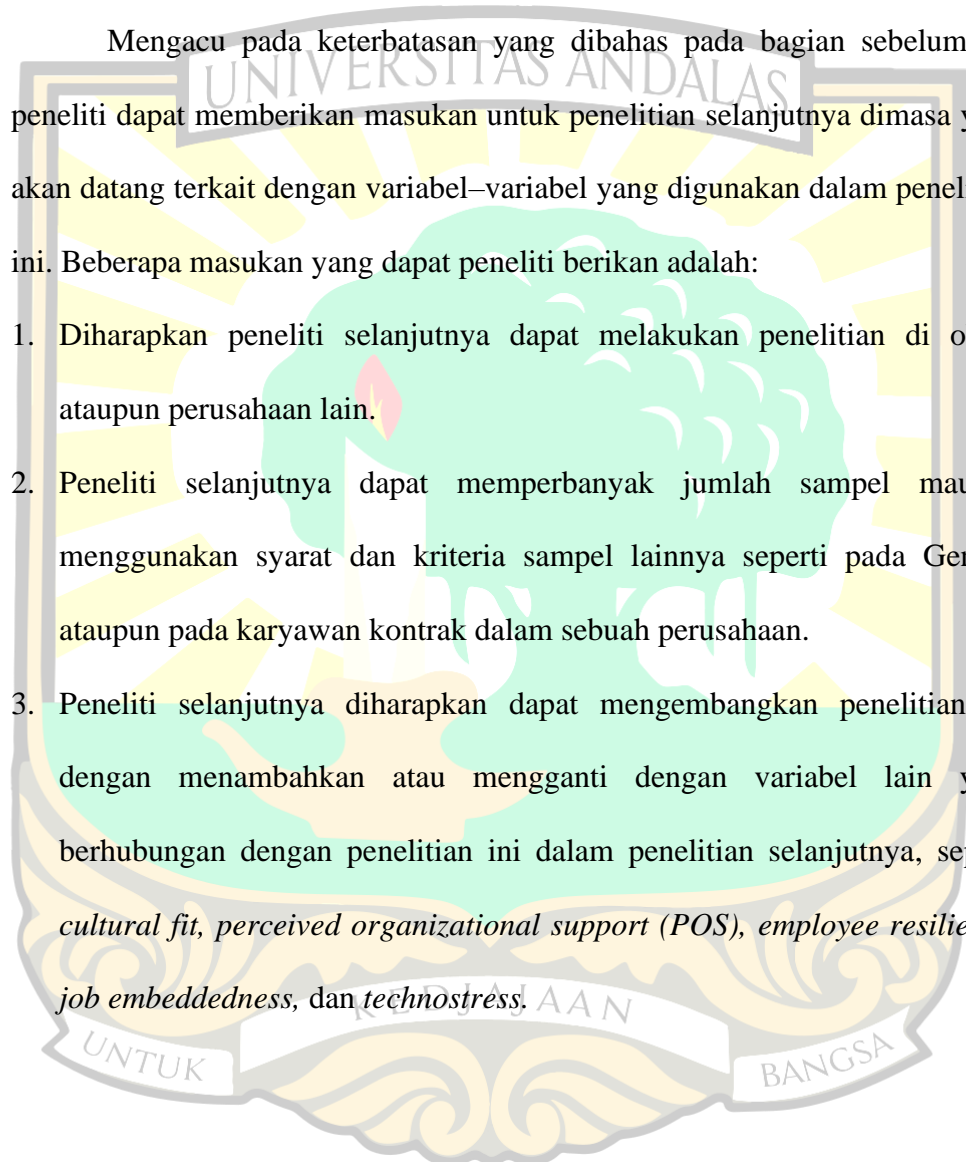 Mengacu pada keterbatasan yang dibahas pada bagian sebelum
UNIVERSITAS ANDALAS
peneliti dapat memberikan masukan untuk penelitian selanjutnya dimasa y
akan datang terkait dengan variabel–variabel yang digunakan dalam penel
ini. Beberapa masukan yang dapat peneliti berikan adalah:
1. Diharapkan peneliti selanjutnya dapat melakukan penelitian di o
ataupun perusahaan lain.
2. Peneliti selanjutnya dapat memperbanyak jumlah sampel mau
menggunakan syarat dan kriteria sampel lainnya seperti pada Gen
ataupun pada karyawan kontrak dalam sebuah perusahaan.
3. Peneliti selanjutnya diharapkan dapat mengembangkan penelitian
dengan menambahkan atau mengganti dengan variabel lain y
berhubungan dengan penelitian ini dalam penelitian selanjutnya, sep
cultural fit, perceived organizational support (POS), employee resilie
job embeddedness, dan technostress.
UNTUK KEDJAJAAN BANGSA